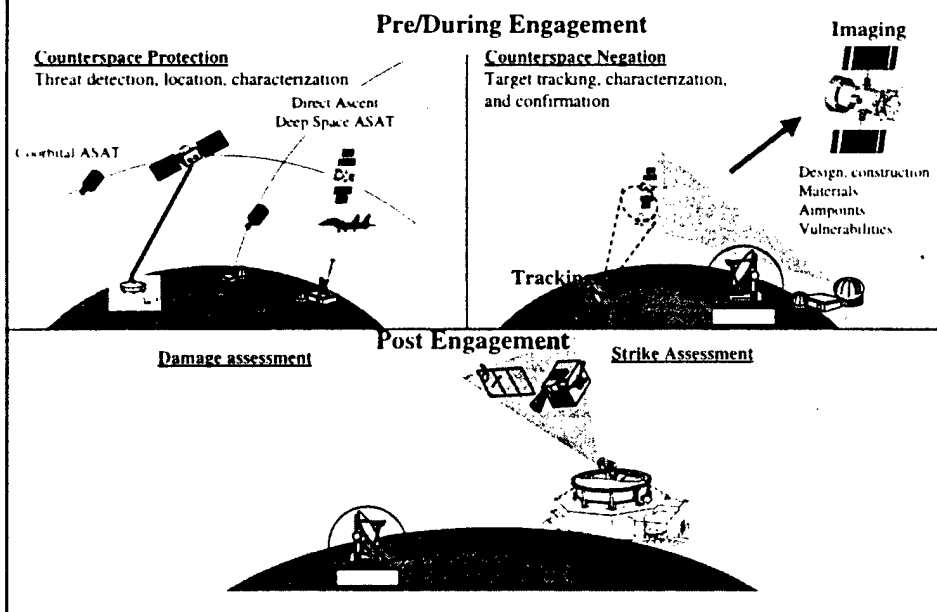 Pre/During Engagement
Counterspace Protection
Threat detection, location, characterization
Direct Ascent
Deep Space ASAT
Coorbital ASAT
Counterspace Negation
Target tracking, characterization,
and confirmation
Imaging
Design, construction
Materials
Aimpoints
Vulnerabilities
Tracking
Post Engagement
Damage assessment
Strike Assessment